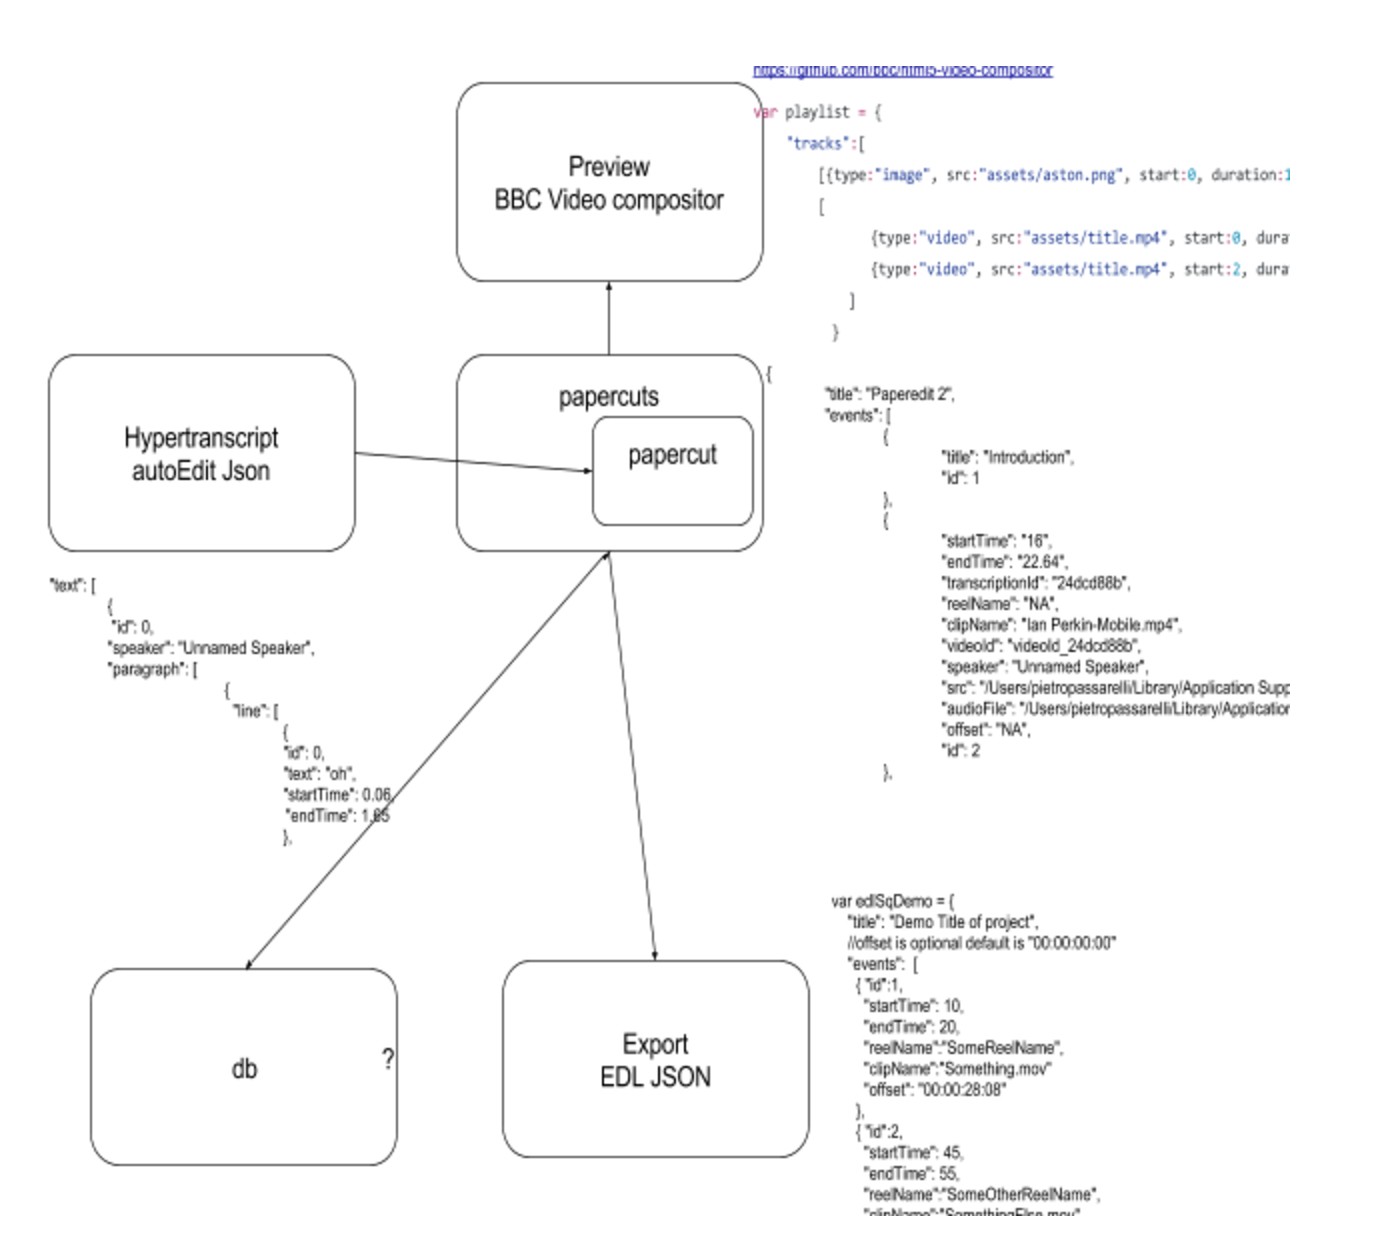 https://github.com/bbc/html5-video-compositor
var playlist = {
"tracks":[
[{type:"image", src:"assets/aston.png", start:0, duration:1
[
{type:"video", src:"assets/title.mp4", start:0, dura
{type:"video", src:"assets/title.mp4", start:2, dura
]
}
Preview
BBC Video compositor
papercuts
papercut
Hypertranscript
autoEdit Json
{
"title": "Paperedit 2",
"events": [
{
"title": "Introduction",
"id": 1
},
{
"startTime": "16",
"endTime": "22.64",
"transcriptionId": "24dcd88b",
"reelName": "NA",
"clipName": "Ian Perkin-Mobile.mp4",
"videoId": "videoId_24dcd88b",
"speaker": "Unnamed Speaker",
"src": "/Users/pietropassarelli/Library/Application Supp
"audioFile": "/Users/pietropassarelli/Library/Application
"offset": "NA",
"id": 2
},
"text": [
{
"id": 0,
"speaker": "Unnamed Speaker",
"paragraph": [
{
"line": [
{
"id": 0,
"text": "oh",
"startTime": 0.06,
"endTime": 1.65
},
db
?
Export
EDL JSON
var edlSqDemo = {
"title": "Demo Title of project",
//offset is optional default is "00:00:00:00"
"events": [
{ "id":1,
"startTime": 10,
"endTime": 20,
"reelName":"SomeReelName",
"clipName":"Something.mov"
"offset": "00:00:28:08"
},
{ "id":2,
"startTime": 45,
"endTime": 55,
"reelName":"SomeOtherReelName",
"clipName":"SomethingElse.mov"